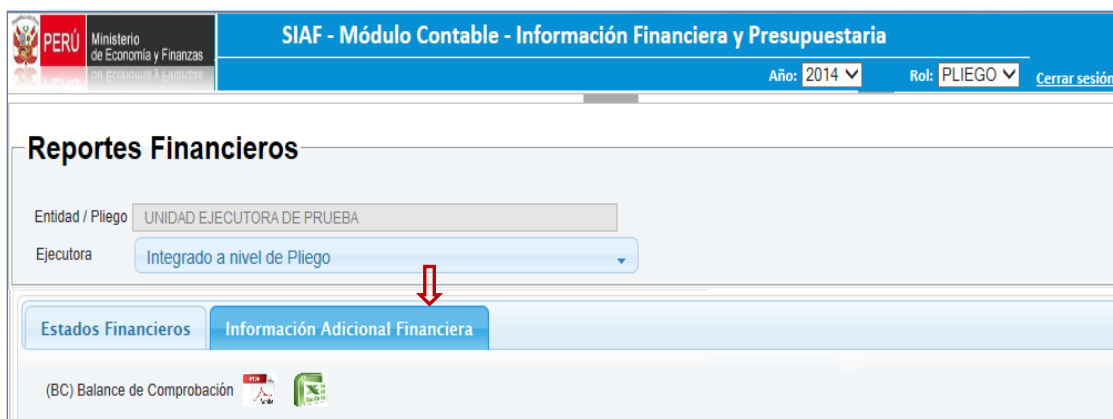 PERÚ
Ministerio
de Economía y Finanzas
SIAF - Módulo Contable - Información Financiera y Presupuestaria
Año: 2014 Rol: PLIEGO Cerrar sesión
Reportes Financieros
Entidad / Pliego UNIDAD EJECUTORA DE PRUEBA
Ejecutora Integrado a nivel de Pliego
Estados Financieros Información Adicional Financiera
(BC) Balance de Comprobación